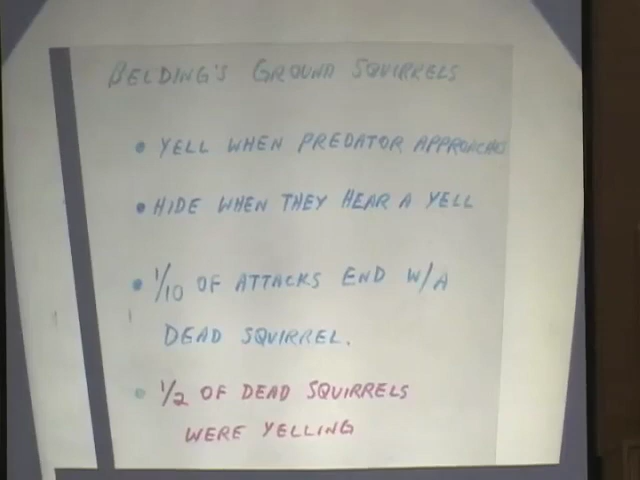 BELDING'S GROUND SQUIRRELS
• YELL WHEN PREDATOR APPROACHES
• HIDE WHEN THEY HEAR A YELL
• 1/10 OF ATTACKS END W/A
DEAD SQUIRREL.
• 1/2 OF DEAD SQUIRRELS
WERE YELLING